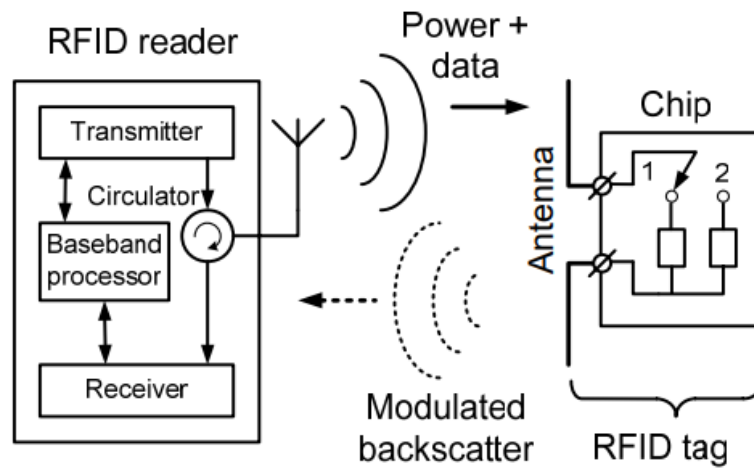 RFID reader
Transmitter
Circulator
Baseband
processor
Receiver
Power +
data
Modulated
backscatter
Antenna
Chip
1
2
RFID tag